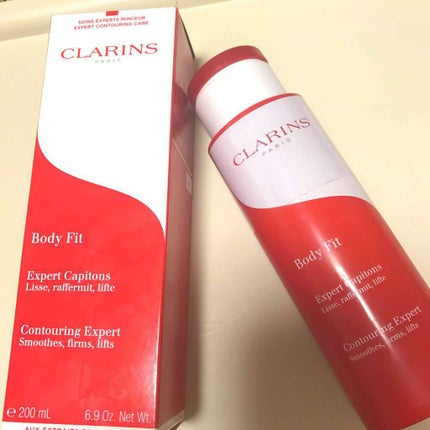 SOINS EXPERTS MINCEUR
EXPERT CONTOURING CARE
CLARINS
PARIS
Body Fit
Expert Capitons
Lisse, raffermit, lifte
Contouring Expert
Smoothes, firms, lifts
℮ 200 mL 6.9 Oz. Net Wt.
AUX EXTRAITS
CLARINS
PARIS
Body Fit
Expert Capitons
Lisse, raffermit, lifte
Contouring Expert
Smoothes, firms, lifts